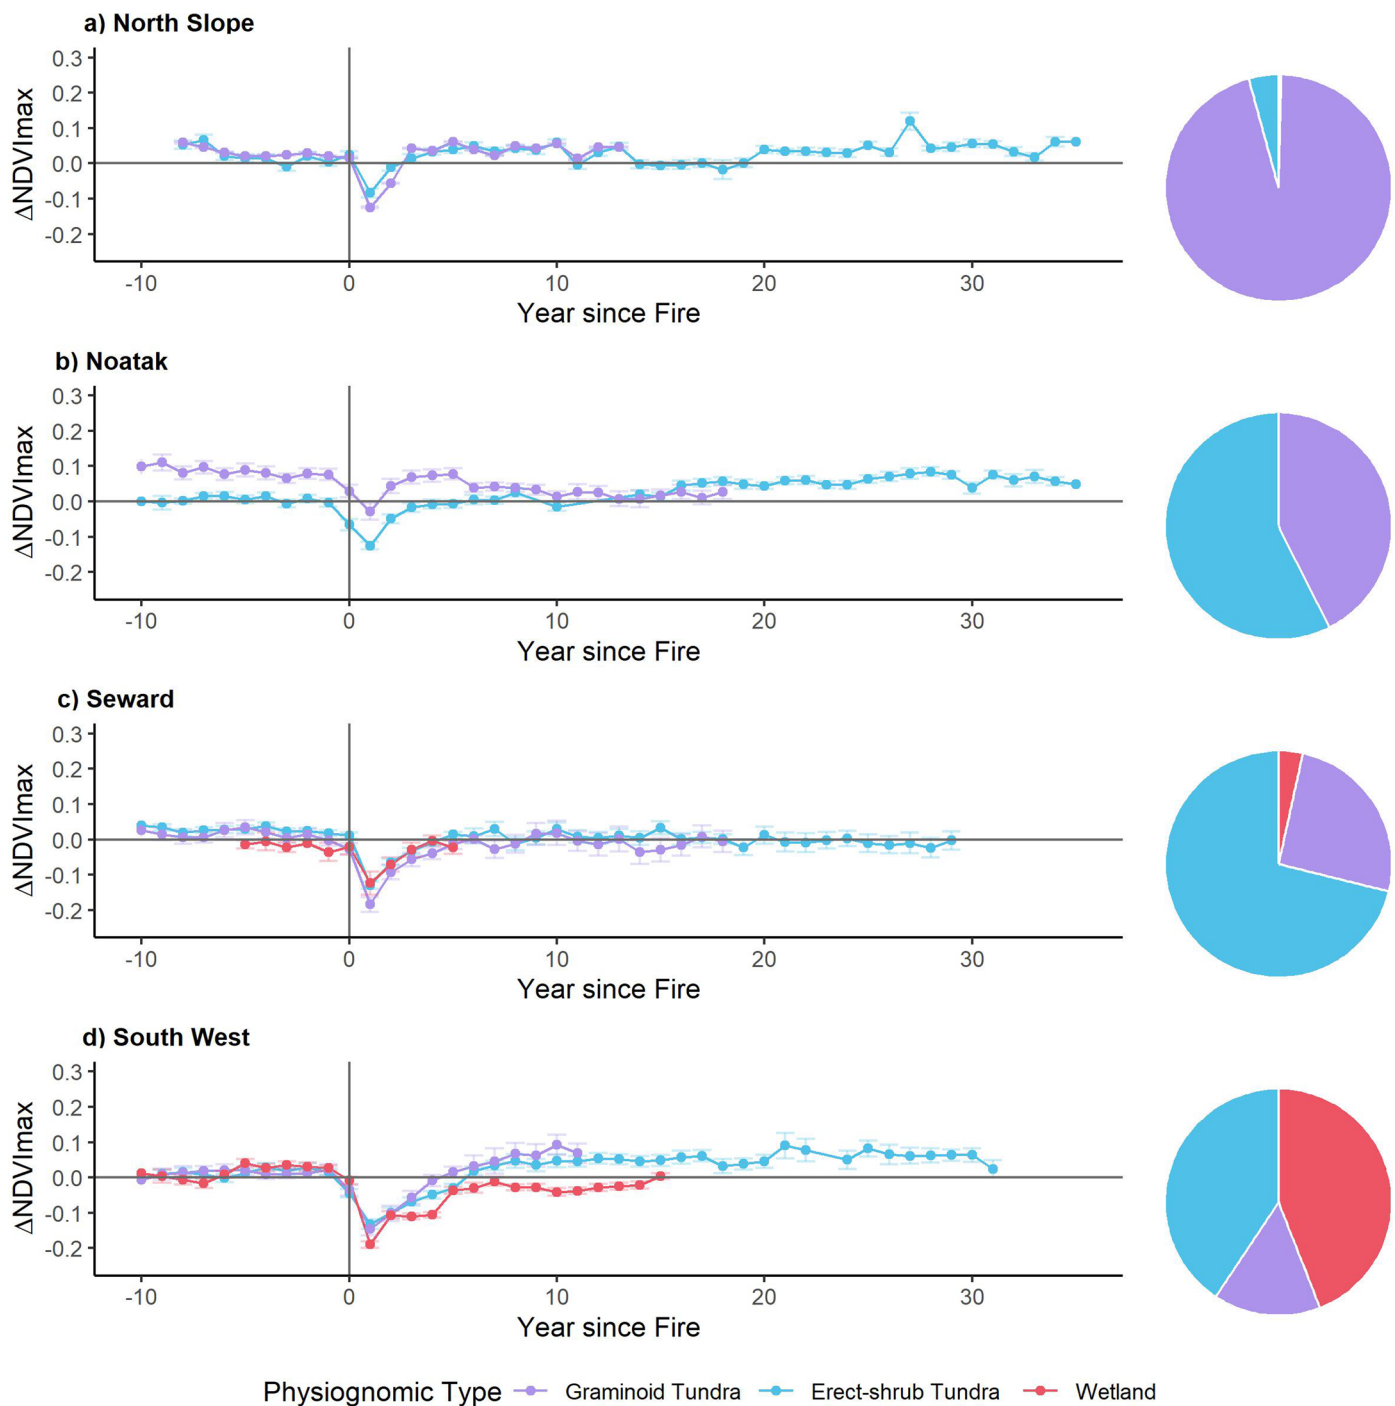 a) North Slope
0.3
0.2
0.1
0.0
-0.1
-0.2
ΔNDVImax
-10 0 10 20 30
Year since Fire
b) Noatak
0.3
0.2
0.1
0.0
-0.1
-0.2
ΔNDVImax
-10 0 10 20 30
Year since Fire
c) Seward
0.3
0.2
0.1
0.0
-0.1
-0.2
ΔNDVImax
-10 0 10 20 30
Year since Fire
d) South West
0.3
0.2
0.1
0.0
-0.1
-0.2
ΔNDVImax
-10 0 10 20 30
Year since Fire
Physiognomic Type Graminoid Tundra Erect-shrub Tundra Wetland